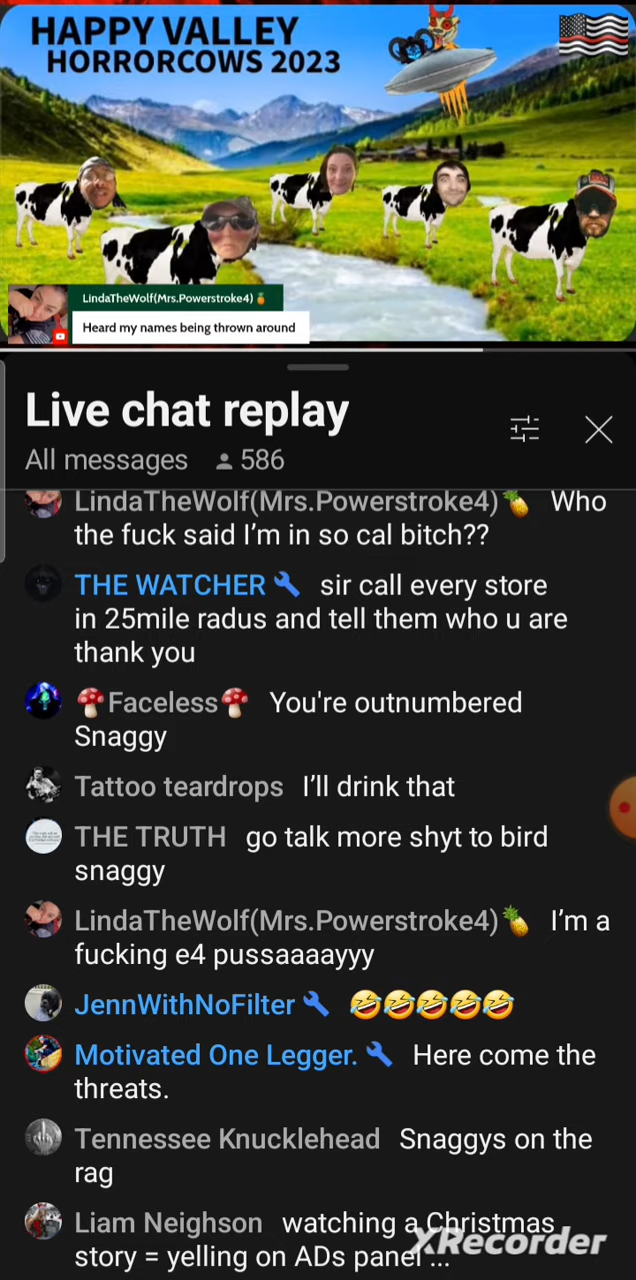 HAPPY VALLEY
HORRORCOWS 2023
LindaTheWolf(Mrs.Powerstroke4)🍍
Heard my names being thrown around
Live chat replay
All messages 586
LindaTheWolf(Mrs.Powerstroke4)🍍 Who
the fuck said I'm in so cal bitch??
THE WATCHER🔧 sir call every store
in 25mile radus and tell them who u are
thank you
🍄Faceless🍄 You're outnumbered
Snaggy
Tattoo teardrops I'll drink that
THE TRUTH go talk more shyt to bird
snaggy
LindaTheWolf(Mrs.Powerstroke4)🍍 I'm a
fucking e4 pussaaaayyy
JennWithNoFilter🔧 🤣🤣🤣🤣🤣
Motivated One Legger.🔧 Here come the
threats.
Tennessee Knucklehead Snaggys on the
rag
Liam Neighson watching a Christmas
story = yelling on ADs panel ...
XRecorder